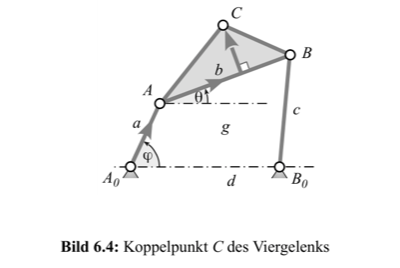 C
B
b
A
θ
a
c
g
φ
A₀
d
B₀
Bild 6.4: Koppelpunkt C des Viergelenks